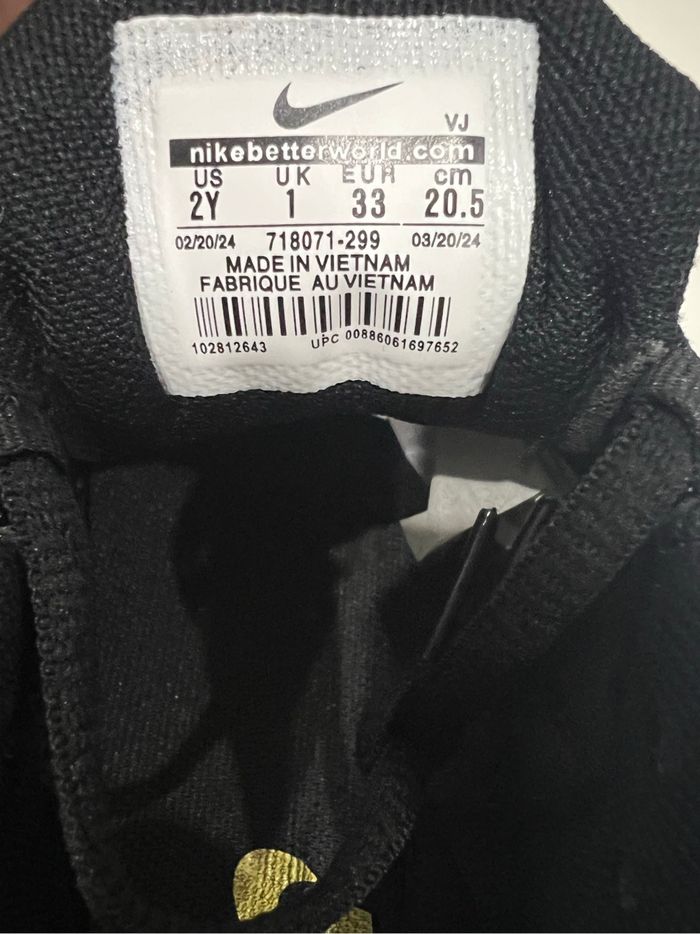 VJ
nikebetterworld.com
US UK EUR cm
2Y 1 33 20.5
02/20/24 718071-299 03/20/24
MADE IN VIETNAM
FABRIQUE AU VIETNAM
102812643 UPC 00886061697652